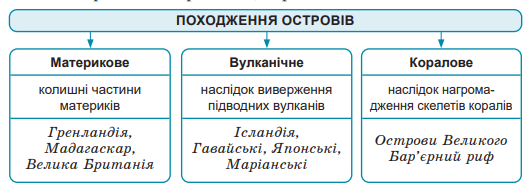 ПОХОДЖЕННЯ ОСТРОВІВ
Материкове
колишні частини
материків
Гренландія,
Мадагаскар,
Велика Британія
Вулканічне
наслідок виверження
підводних вулканів
Ісландія,
Гавайські, Японські,
Маріанські
Коралове
наслідок нагрома-
дження скелетів коралів
Острови Великого
Бар'єрний риф